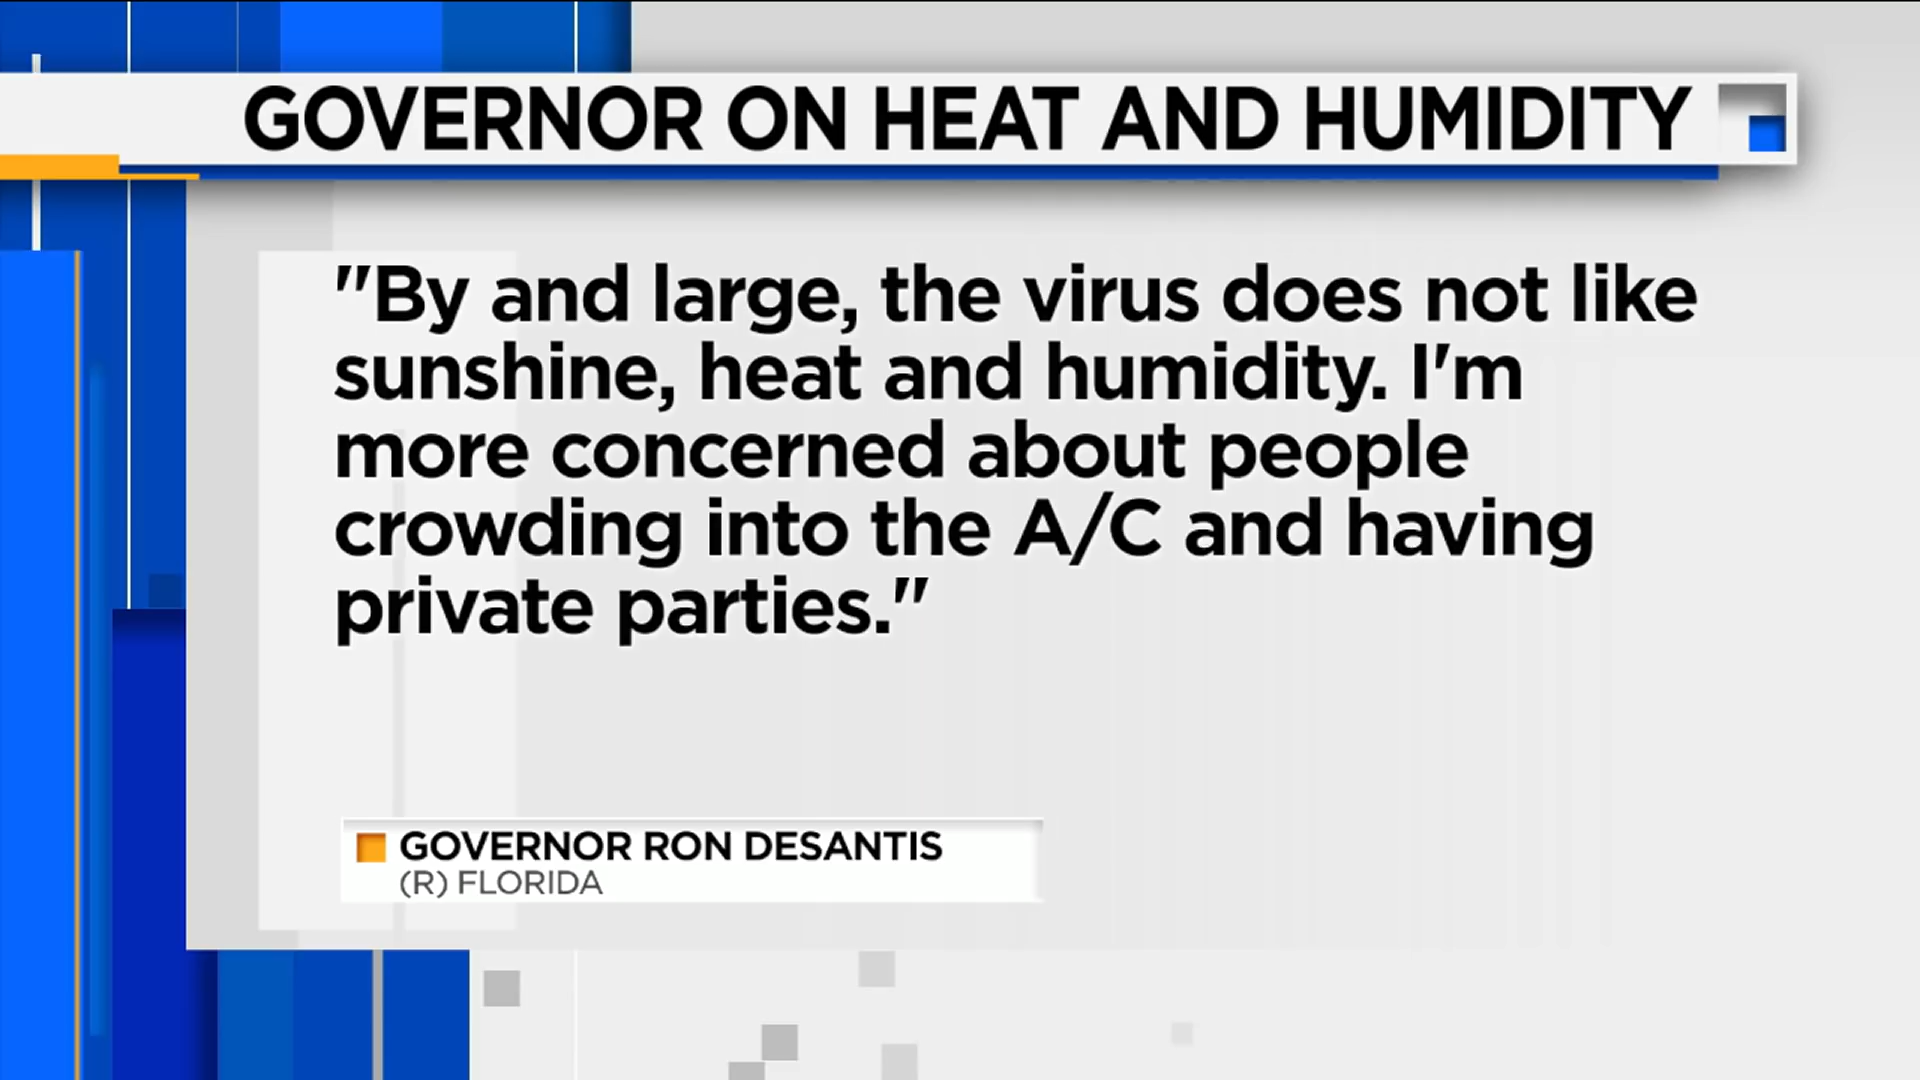 GOVERNOR ON HEAT AND HUMIDITY
"By and large, the virus does not like
sunshine, heat and humidity. I'm
more concerned about people
crowding into the A/C and having
private parties."
GOVERNOR RON DESANTIS
(R) FLORIDA